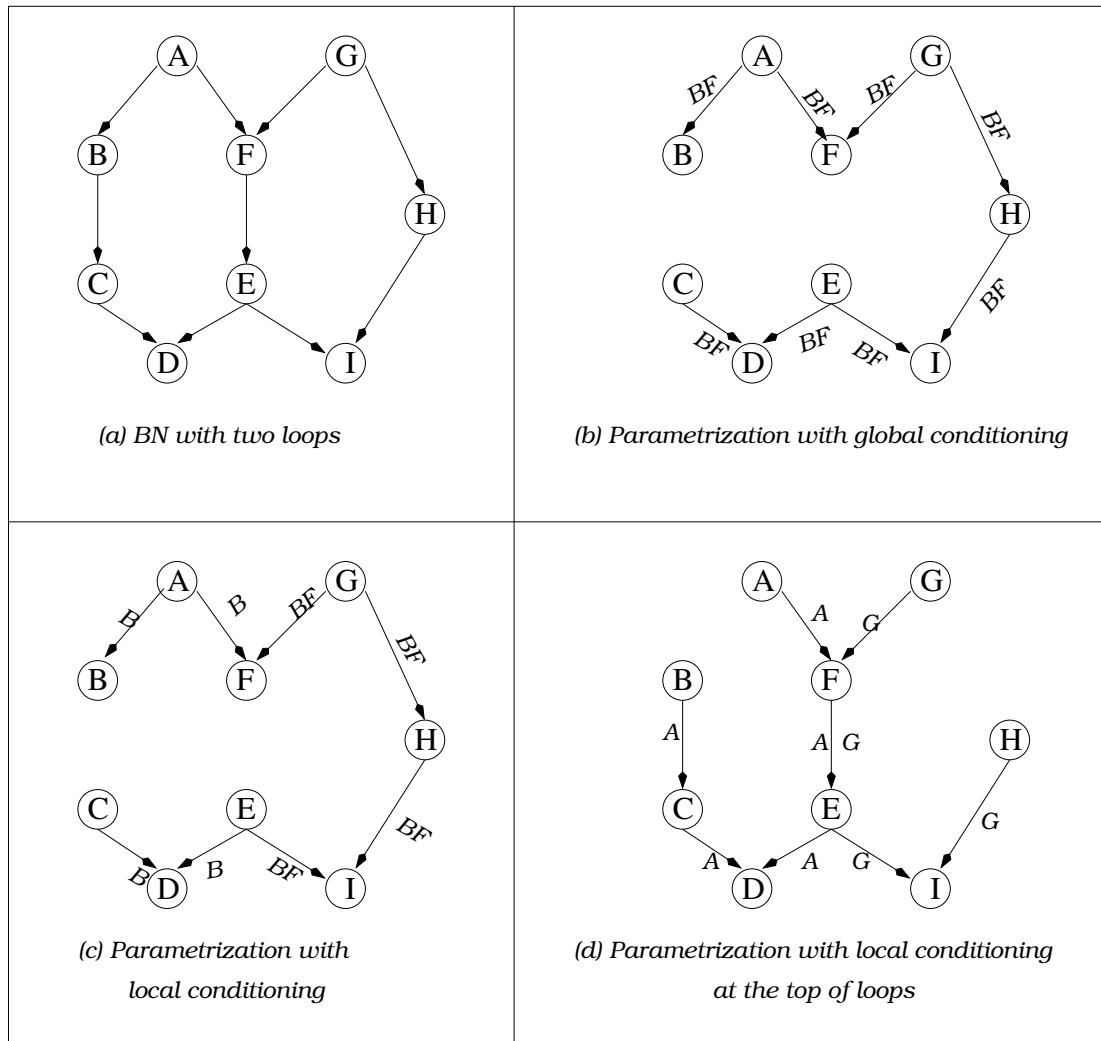 A G
B F
H
C E
D I
(a) BN with two loops
A G
BF BF BF
BF
B F
H
C E
BF
BF D BF BF I
(b) Parametrization with global conditioning
A G
B B BF
BF
B F
H
C E
BF
B D B BF I
(c) Parametrization with
local conditioning
A G
A G
B F
A A G H
C E
G
A D A G I
(d) Parametrization with local conditioning
at the top of loops